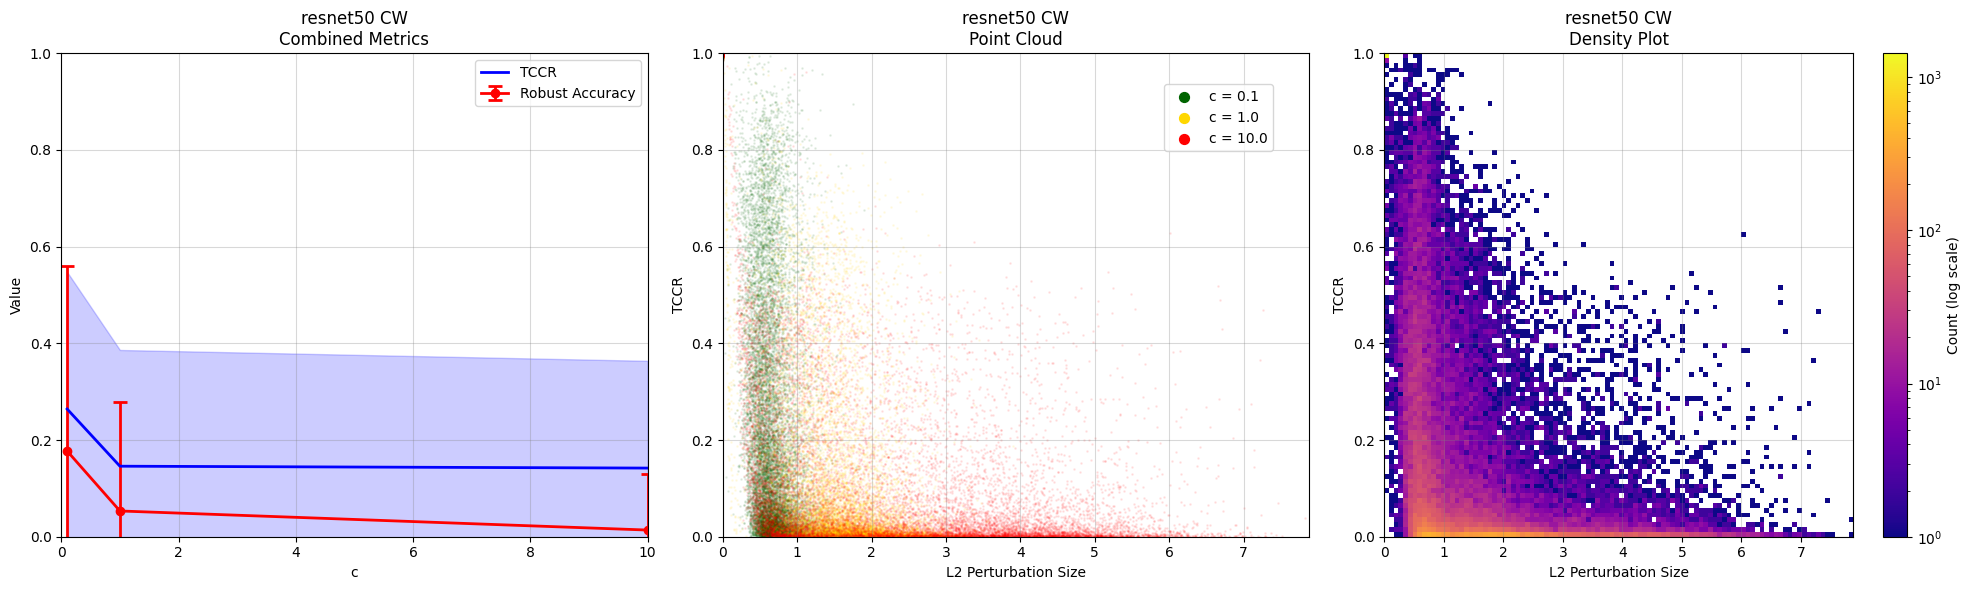 resnet50 CW
Combined Metrics
1.0
0.8
0.6
0.4
0.2
0.0
Value
0
2
4
6
8
10
c
TCCR
Robust Accuracy
resnet50 CW
Point Cloud
1.0
0.8
0.6
0.4
0.2
0.0
TCCR
0
1
2
3
4
5
6
7
L2 Perturbation Size
c = 0.1
c = 1.0
c = 10.0
resnet50 CW
Density Plot
1.0
0.8
0.6
0.4
0.2
0.0
TCCR
0
1
2
3
4
5
6
7
L2 Perturbation Size
10³
10²
10¹
10⁰
Count (log scale)